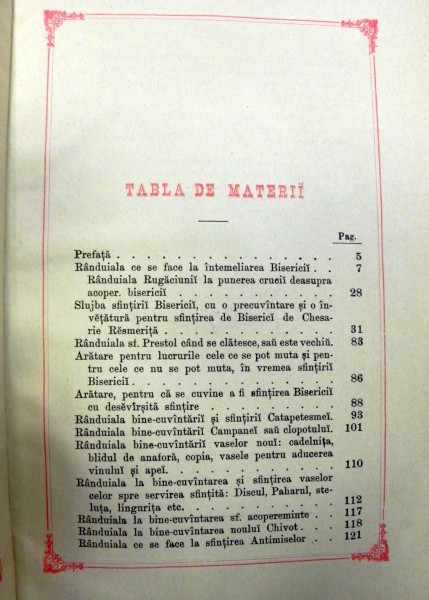 TABLA DE MATERIĬ
Pag.
Prefață . . . . . . . . . . . . . . . 5
Rânduiala ce se face la întemeliarea Bisericiĭ . . 7
Rânduiala Rugăciuniĭ la punerea cruciĭ deasupra
acoper. bisericiĭ . . . . . . . . . . 28
Slujba sfințiriĭ Bisericiĭ, cu o precuvîntare și o în-
vĕțătură pentru sfințirea de Bisericĭ de Chesa-
rie Rĕsmeriță . . . . . . . . . . . 31
Rânduiala sf. Prestol când se clătesce, saŭ este vechiŭ. 83
Arătare pentru lucrurile cele ce se pot muta și pen-
tru cele ce nu se pot muta, în vremea sfințiriĭ
Bisericiĭ . . . . . . . . . . . . . 86
Arătare, pentru că se cuvine a fi sfințirea Bisericiĭ
cu desĕvîrșită sfințire . . . . . . . . 88
Rânduiala bine-cuvîntăriĭ și sfințiriĭ Catapetesmeĭ. 93
Rânduiala bine-cuvîntăriĭ Campaneĭ saŭ clopotuluĭ. 101
Rânduiala bine-cuvîntăriĭ vaselor nouĭ: cadelnița,
blidul de anaforă, copia, vasele pentru aducerea
vinuluĭ și apeĭ . . . . . . . . . . . 110
Rânduiala la bine-cuvîntarea și sfințirea vaselor
celor spre servirea sfințită: Discul, Paharul, ste-
luța, lingurița etc. . . . . . . . . . . 112
Rânduiala la bine-cuvîntarea sf. acopereminte . . 117
Rânduiala la bine-cuvîntarea nouluĭ Chivot . . . 118
Rânduiala ce se face la sfințirea Antimiselor . . 121